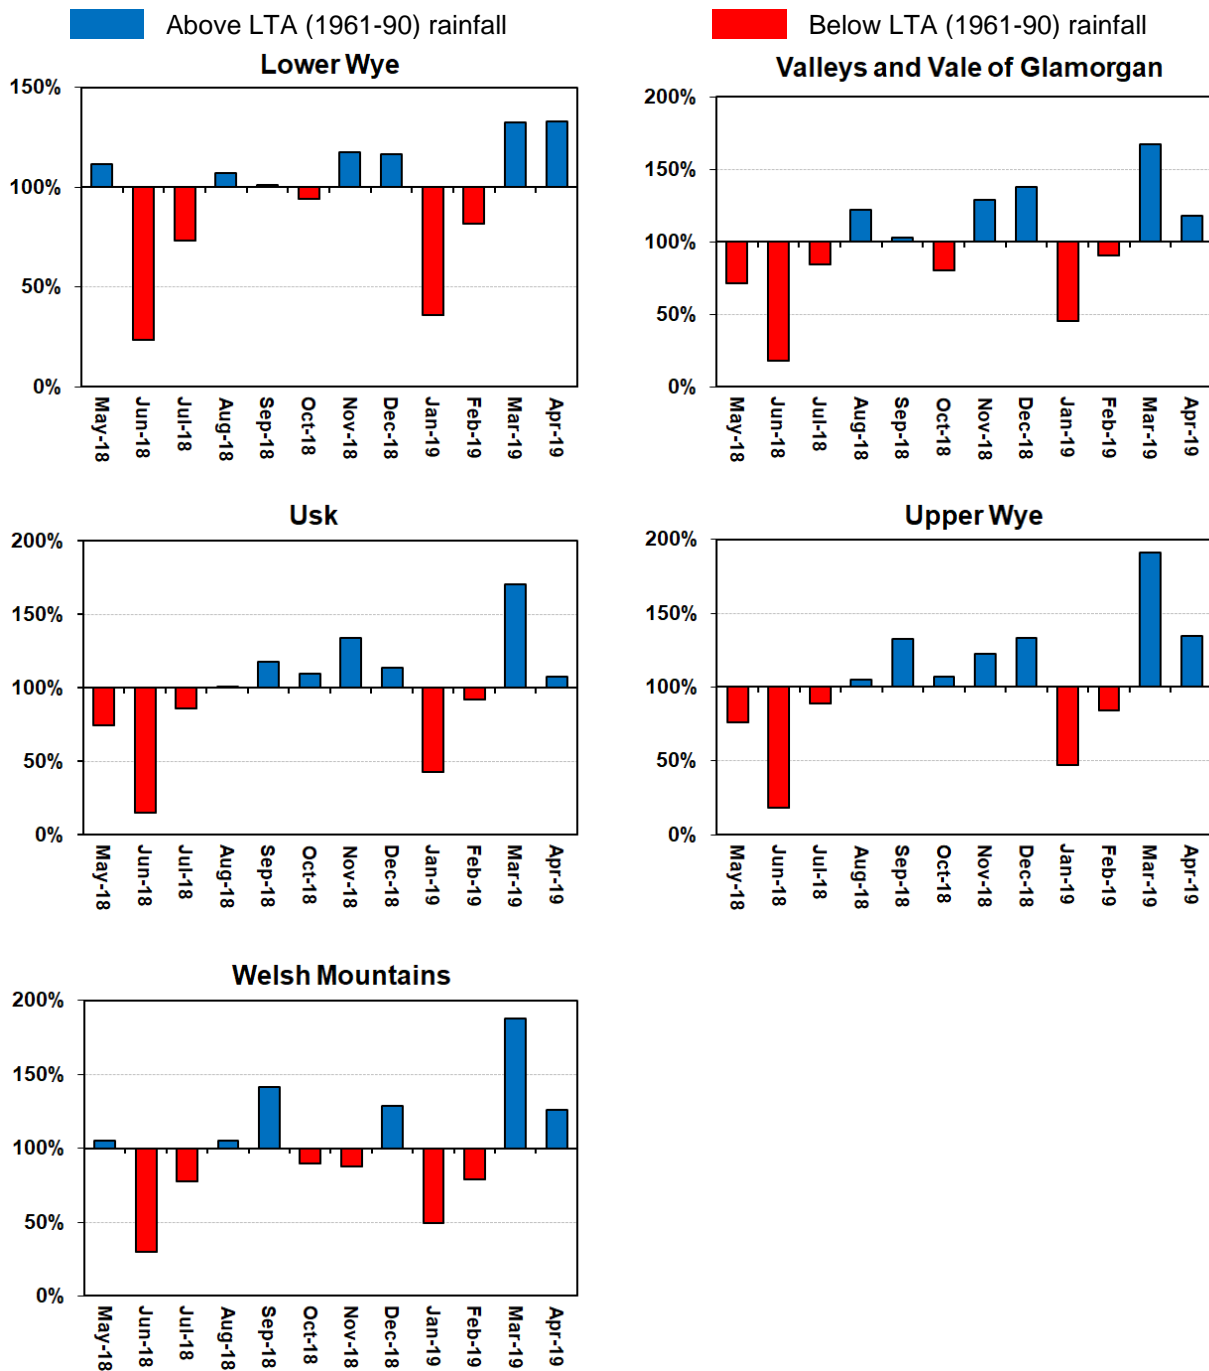 Above LTA (1961-90) rainfall
Below LTA (1961-90) rainfall
Lower Wye
150%
100%
50%
0%
May-18
Jun-18
Jul-18
Aug-18
Sep-18
Oct-18
Nov-18
Dec-18
Jan-19
Feb-19
Mar-19
Apr-19
Valleys and Vale of Glamorgan
200%
150%
100%
50%
0%
May-18
Jun-18
Jul-18
Aug-18
Sep-18
Oct-18
Nov-18
Dec-18
Jan-19
Feb-19
Mar-19
Apr-19
Usk
200%
150%
100%
50%
0%
May-18
Jun-18
Jul-18
Aug-18
Sep-18
Oct-18
Nov-18
Dec-18
Jan-19
Feb-19
Mar-19
Apr-19
Upper Wye
200%
150%
100%
50%
0%
May-18
Jun-18
Jul-18
Aug-18
Sep-18
Oct-18
Nov-18
Dec-18
Jan-19
Feb-19
Mar-19
Apr-19
Welsh Mountains
200%
150%
100%
50%
0%
May-18
Jun-18
Jul-18
Aug-18
Sep-18
Oct-18
Nov-18
Dec-18
Jan-19
Feb-19
Mar-19
Apr-19